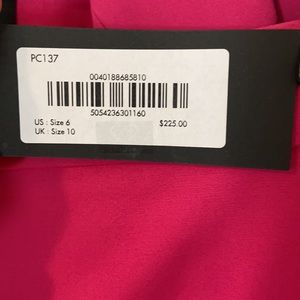 PC137
0040188685810
5054236301160
US : Size 6
$225.00
UK : Size 10